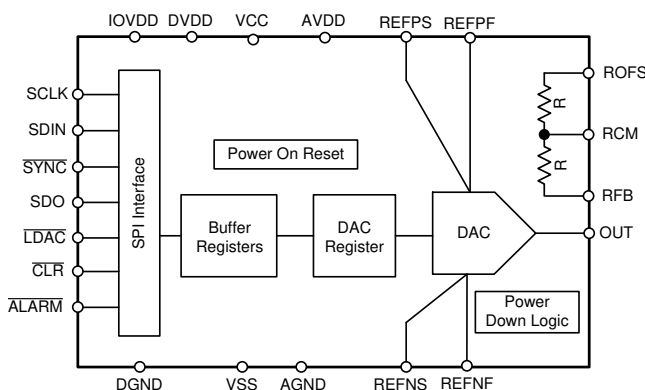 IOVDD DVDD VCC AVDD REFPS REFPF
SCLK
SDIN
SYNC
SDO
LDAC
CLR
ALARM
SPI Interface
Power On Reset
Buffer
Registers
DAC
Register
DAC
Power
Down Logic
R
R
ROFS
RCM
RFB
OUT
DGND VSS AGND REFNS REFNF